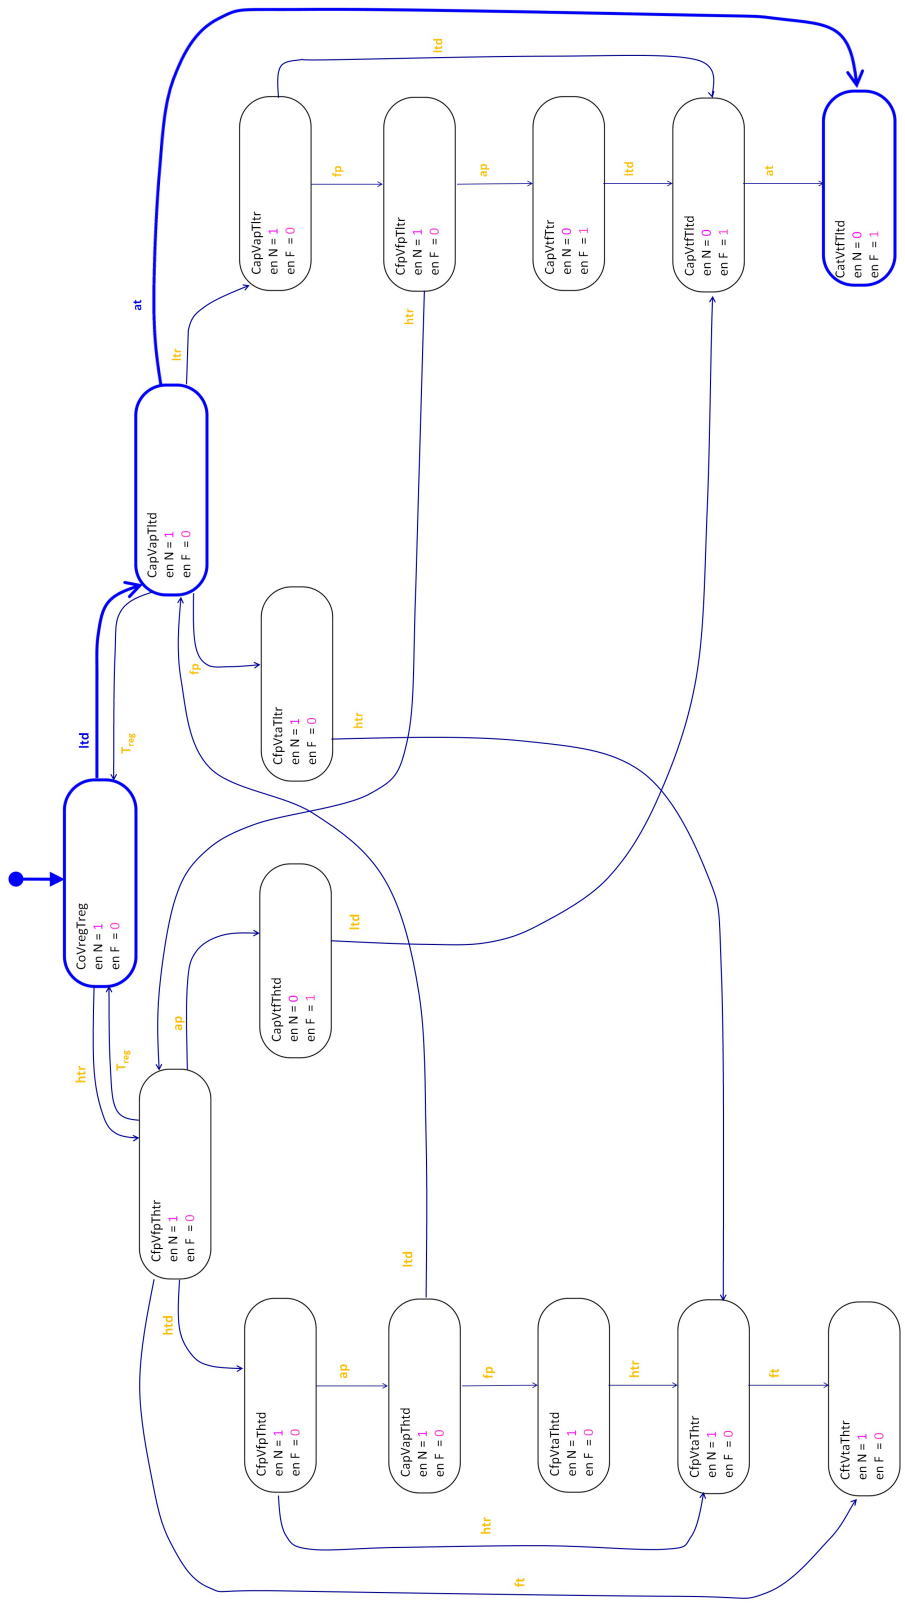 CoVregTreg
en N = 1
en F = 0
htr
T reg
ltd
T reg
CfpVfpThtr
en N = 1
en F = 0
CapVapTltd
en N = 1
en F = 0
htd
ap
fp
ltr
at
CfpVfpThtd
en N = 1
en F = 0
CapVtfThtd
en N = 0
en F = 1
CfpVtaTltr
en N = 1
en F = 0
CapVapTltr
en N = 1
en F = 0
ap
ltd
htr
fp
ltd
CapVapThtd
en N = 1
en F = 0
ltd
CfpVfpTltr
en N = 1
en F = 0
htr
fp
htr
ap
CfpVtaThtd
en N = 1
en F = 0
CapVtfTtr
en N = 0
en F = 1
ft
htr
ltd
CfpVtaThtr
en N = 1
en F = 0
CapVtfTltd
en N = 0
en F = 1
ft
at
CftVtaThtr
en N = 1
en F = 0
CatVtfTltd
en N = 0
en F = 1